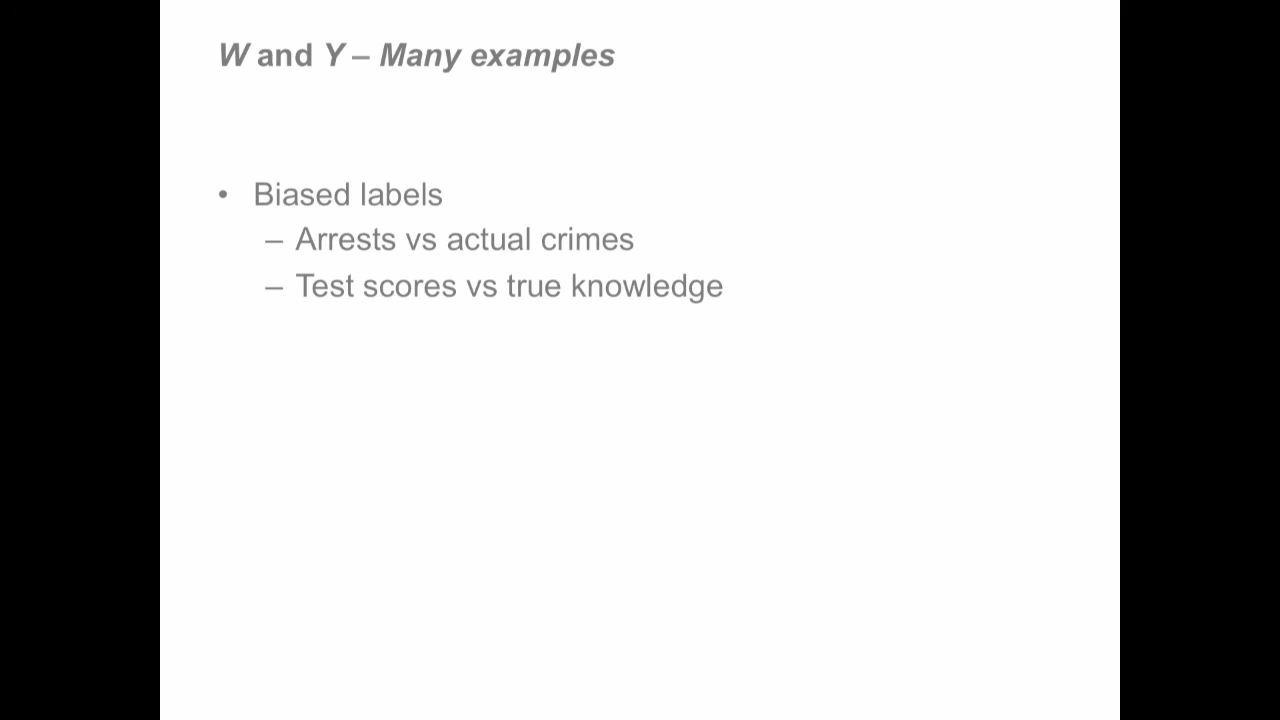 W and Y – Many examples
• Biased labels
– Arrests vs actual crimes
– Test scores vs true knowledge